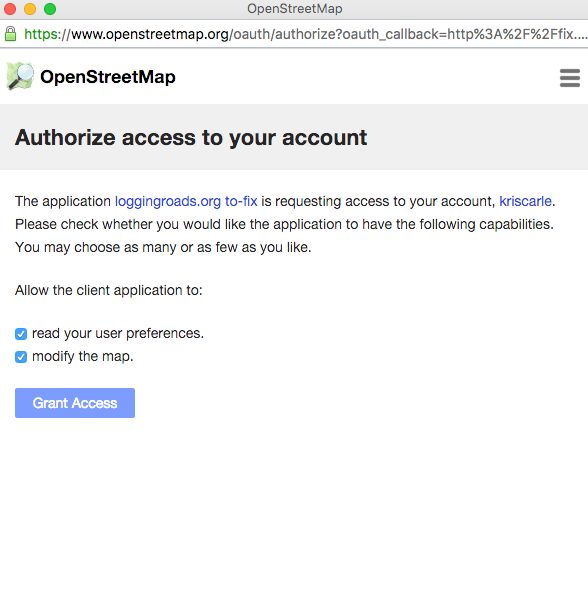 OpenStreetMap
https://www.openstreetmap.org/oauth/authorize?oauth_callback=http%3A%2F%2Ffix....
OpenStreetMap
Authorize access to your account
The application loggingroads.org to-fix is requesting access to your account, kriscarle.
Please check whether you would like the application to have the following capabilities.
You may choose as many or as few as you like.
Allow the client application to:
read your user preferences.
modify the map.
Grant Access